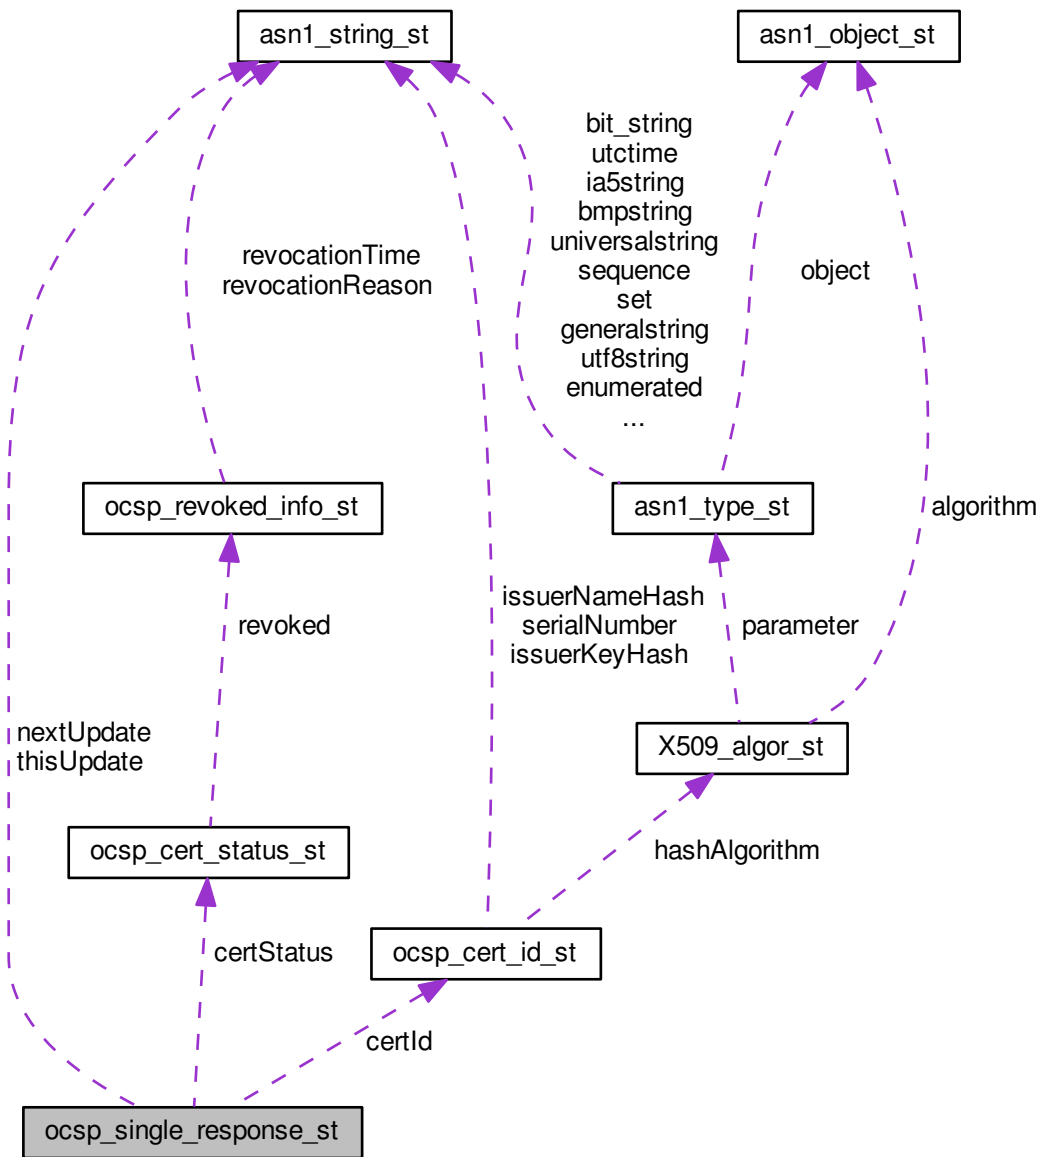 asn1_string_st
asn1_object_st
bit_string
utctime
ia5string
bmpstring
universalstring
sequence
set
generalstring
utf8string
enumerated
...
revocationTime
revocationReason
object
ocsp_revoked_info_st
asn1_type_st
algorithm
issuerNameHash
serialNumber
issuerKeyHash
revoked
parameter
nextUpdate
thisUpdate
X509_algor_st
ocsp_cert_status_st
hashAlgorithm
certStatus
ocsp_cert_id_st
certId
ocsp_single_response_st